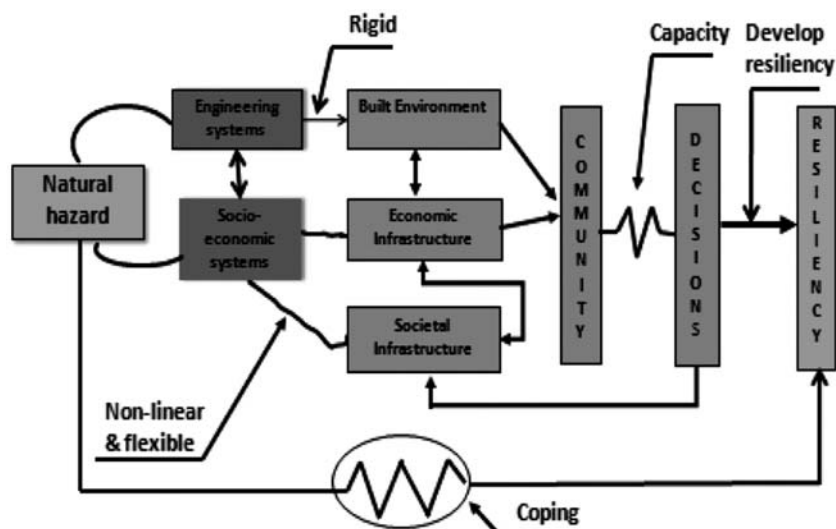 Rigid
Capacity
Develop
resiliency
Engineering
systems
Built Environment
Natural
hazard
Socio-
economic
systems
Economic
Infrastructure
Societal
Infrastructure
COMMUNITY
DECISIONS
RESILIENCY
Non-linear
& flexible
Coping